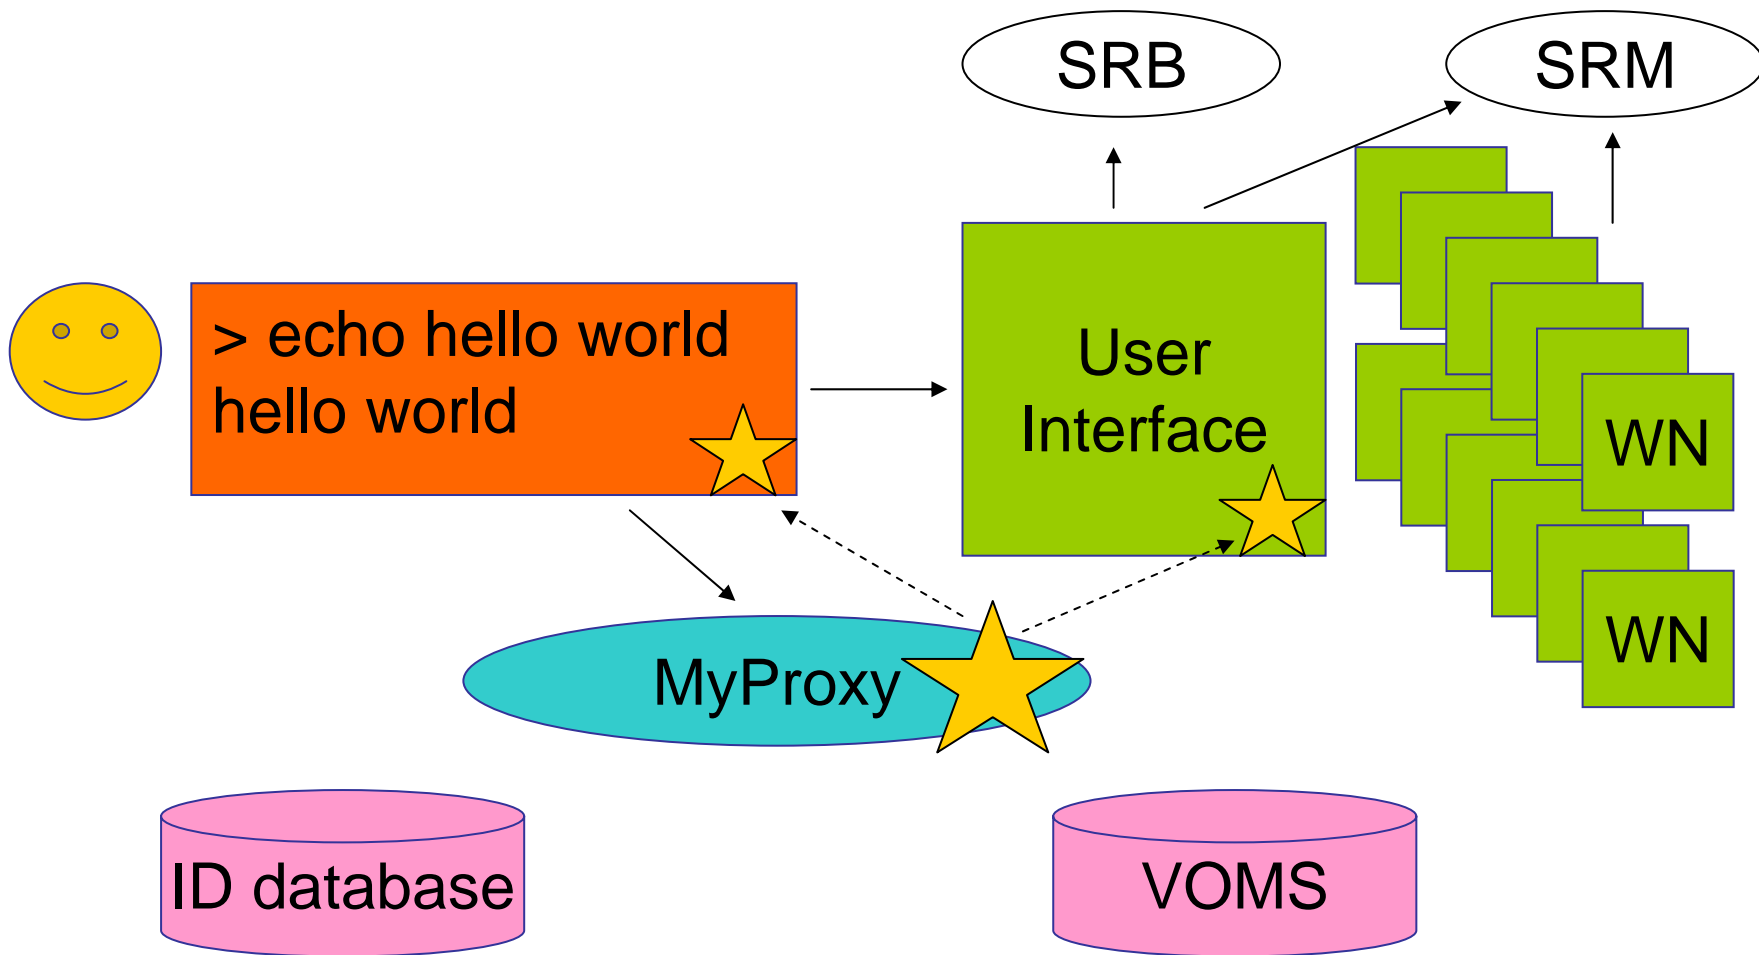 SRB
SRM
> echo hello world
hello world
User
Interface
WN
WN
MyProxy
ID database
VOMS